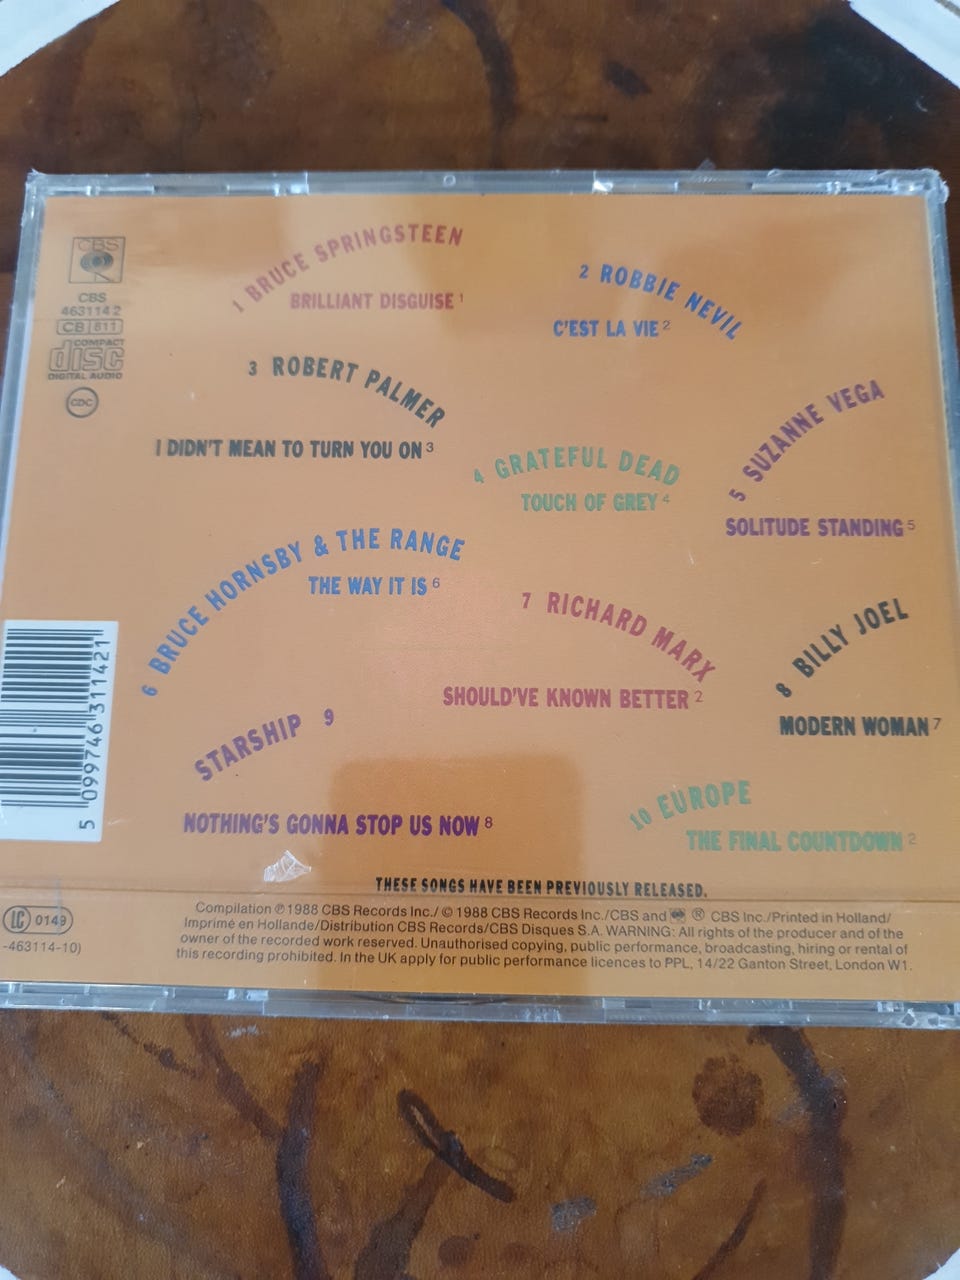 CBS
CBS
463114 2
CB 811
COMPACT
disc
DIGITAL AUDIO
CDC
1 BRUCE SPRINGSTEEN
BRILLIANT DISGUISE 1
2 ROBBIE NEVIL
C'EST LA VIE 2
3 ROBERT PALMER
I DIDN'T MEAN TO TURN YOU ON 3
4 GRATEFUL DEAD
TOUCH OF GREY 4
5 SUZANNE VEGA
SOLITUDE STANDING 5
6 BRUCE HORNSBY & THE RANGE
THE WAY IT IS 6
7 RICHARD MARX
SHOULD'VE KNOWN BETTER 2
8 BILLY JOEL
MODERN WOMAN 7
STARSHIP 9
NOTHING'S GONNA STOP US NOW 8
10 EUROPE
THE FINAL COUNTDOWN 2
5 099746 311421
THESE SONGS HAVE BEEN PREVIOUSLY RELEASED.
LC 0149
-463114-10)
Compilation ℗ 1988 CBS Records Inc./ © 1988 CBS Records Inc./CBS and ® CBS Inc./Printed in Holland/
Imprimé en Hollande/Distribution CBS Records/CBS Disques S.A. WARNING: All rights of the producer and of the
owner of the recorded work reserved. Unauthorised copying, public performance, broadcasting, hiring or rental of
this recording prohibited. In the UK apply for public performance licences to PPL, 14/22 Ganton Street, London W1.